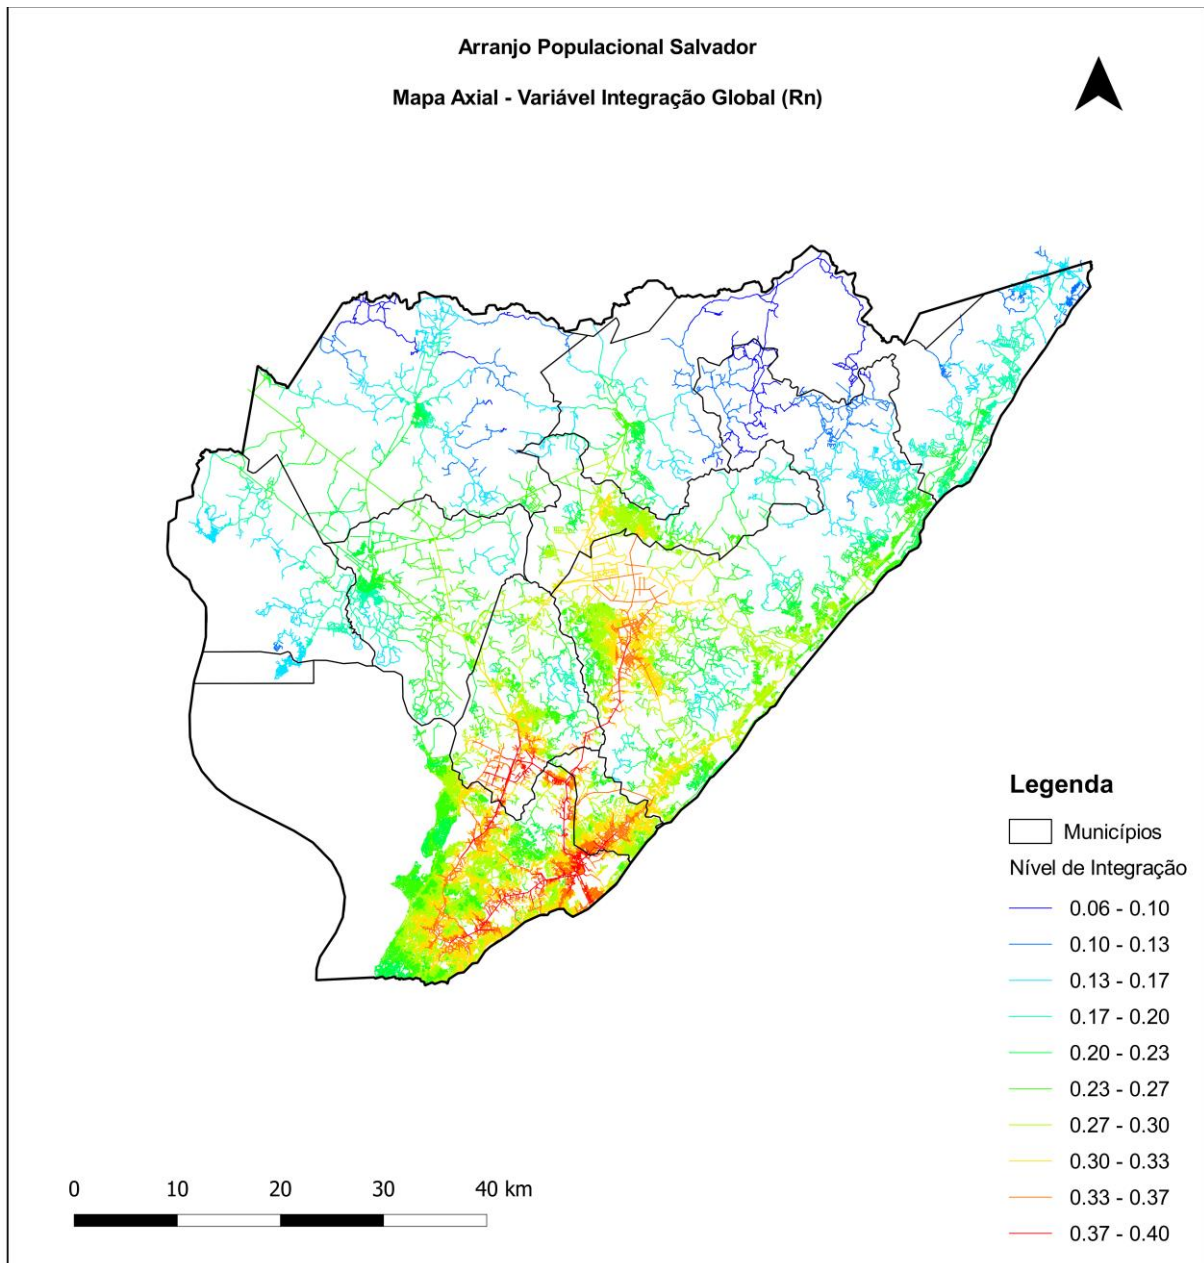 Arranjo Populacional Salvador
Mapa Axial - Variável Integração Global (Rn)
Legenda
Municípios
Nível de Integração
0.06 - 0.10
0.10 - 0.13
0.13 - 0.17
0.17 - 0.20
0.20 - 0.23
0.23 - 0.27
0.27 - 0.30
0.30 - 0.33
0.33 - 0.37
0.37 - 0.40
0 10 20 30 40 km